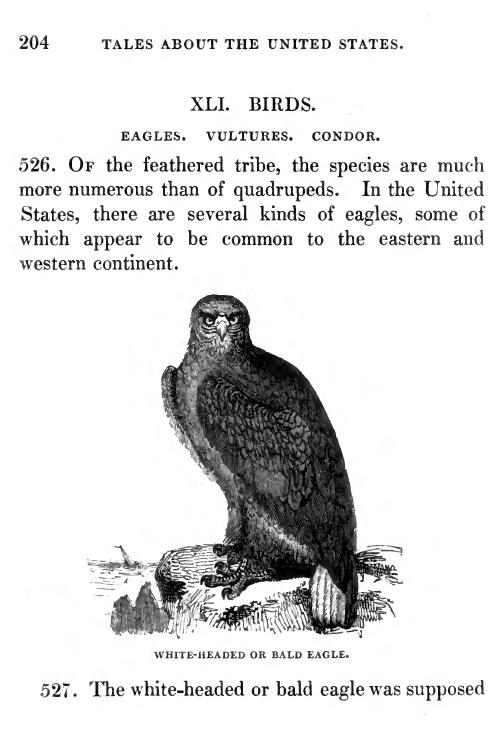 204 TALES ABOUT THE UNITED STATES.
XLI. BIRDS.
EAGLES. VULTURES. CONDOR.
526. OF the feathered tribe, the species are much
more numerous than of quadrupeds. In the United
States, there are several kinds of eagles, some of
which appear to be common to the eastern and
western continent.
WHITE-HEADED OR BALD EAGLE.
527. The white-headed or bald eagle was supposed